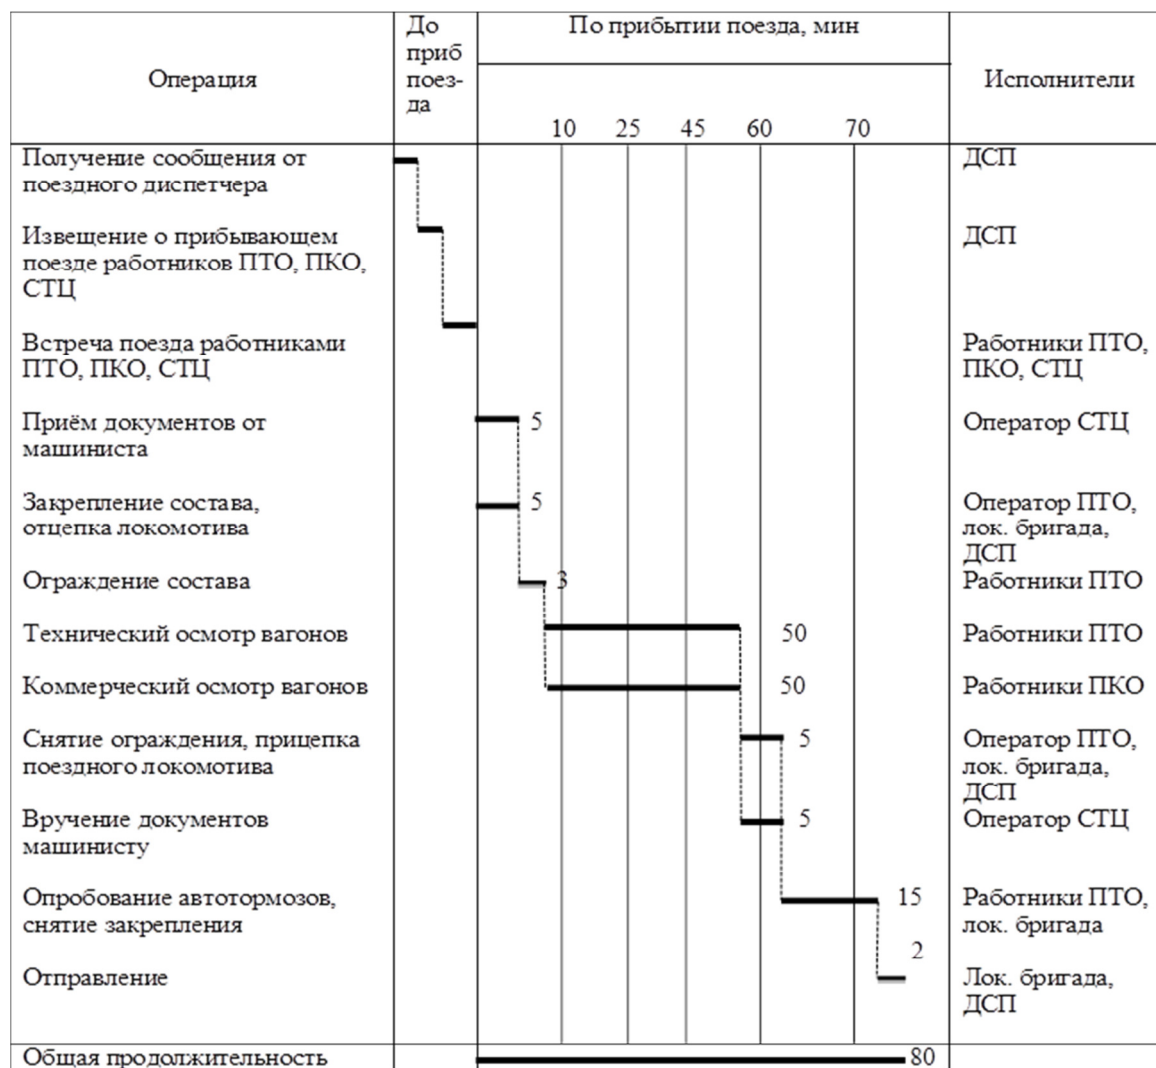 Операция
До
приб
поез-
да
По прибытии поезда, мин
10 25 45 60 70
Исполнители
Получение сообщения от
поездного диспетчера
ДСП
Извещение о прибывающем
поезде работников ПТО, ПКО,
СТЦ
ДСП
Встреча поезда работниками
ПТО, ПКО, СТЦ
Работники ПТО,
ПКО, СТЦ
Приём документов от
машиниста
5
Оператор СТЦ
Закрепление состава,
отцепка локомотива
5
Оператор ПТО,
лок. бригада,
ДСП
Ограждение состава
3
Работники ПТО
Технический осмотр вагонов
50
Работники ПТО
Коммерческий осмотр вагонов
50
Работники ПКО
Снятие ограждения, прицепка
поездного локомотива
5
Оператор ПТО,
лок. бригада,
ДСП
Вручение документов
машинисту
5
Оператор СТЦ
Опробование автотормозов,
снятие закрепления
15
Работники ПТО,
лок. бригада
Отправление
2
Лок. бригада,
ДСП
Общая продолжительность
80